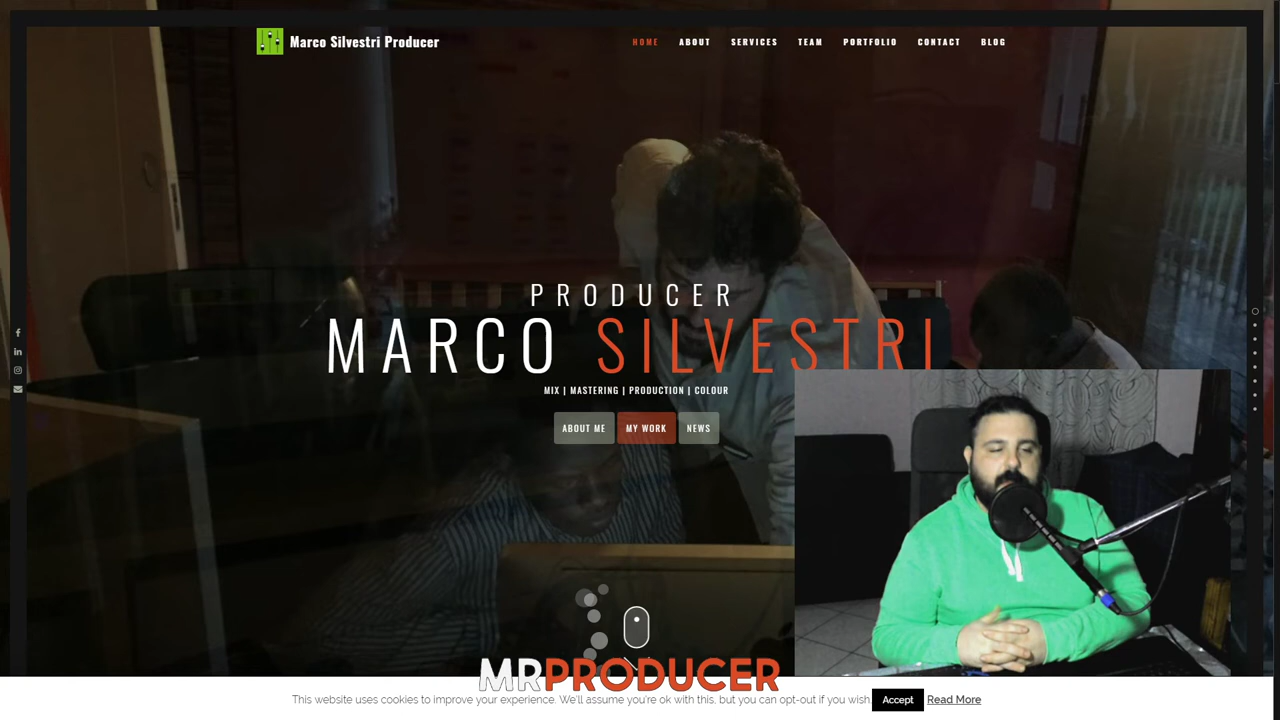 Marco Silvestri Producer
HOME ABOUT SERVICES TEAM PORTFOLIO CONTACT BLOG
PRODUCER
MARCO SILVESTRI
MIX | MASTERING | PRODUCTION | COLOUR
ABOUT ME MY WORK NEWS
MRPRODUCER
This website uses cookies to improve your experience. We'll assume you're ok with this, but you can opt-out if you wish. Accept Read More